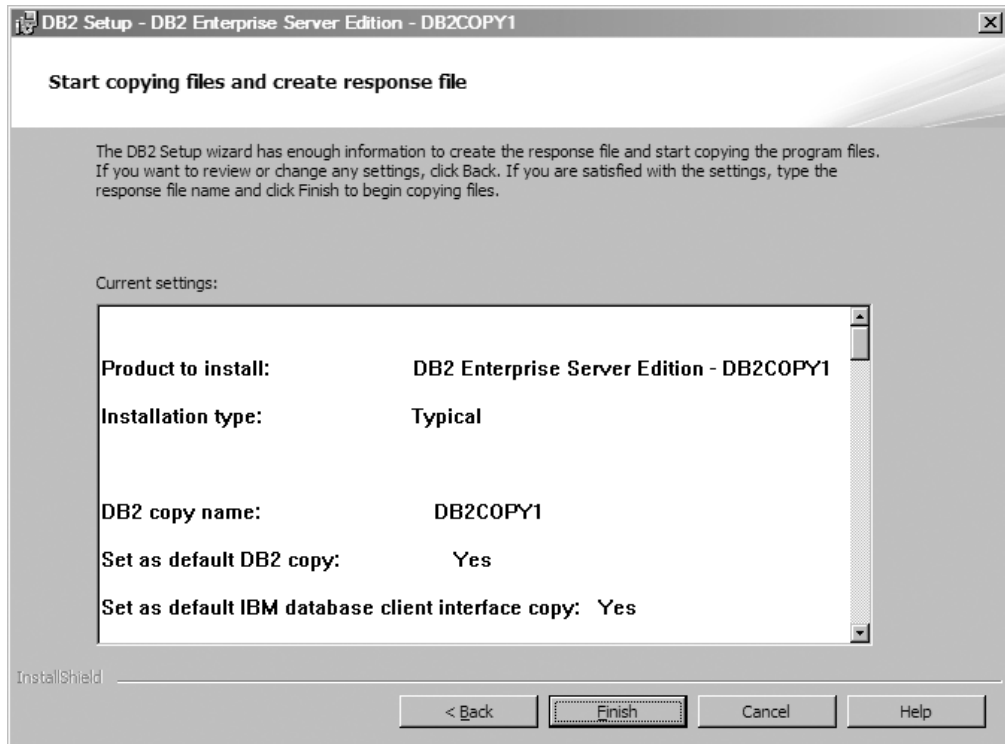 DB2 Setup - DB2 Enterprise Server Edition - DB2COPY1
Start copying files and create response file
The DB2 Setup wizard has enough information to create the response file and start copying the program files.
If you want to review or change any settings, click Back. If you are satisfied with the settings, type the
response file name and click Finish to begin copying files.
Current settings:
Product to install: DB2 Enterprise Server Edition - DB2COPY1
Installation type: Typical
DB2 copy name: DB2COPY1
Set as default DB2 copy: Yes
Set as default IBM database client interface copy: Yes
InstallShield
< Back Finish Cancel Help